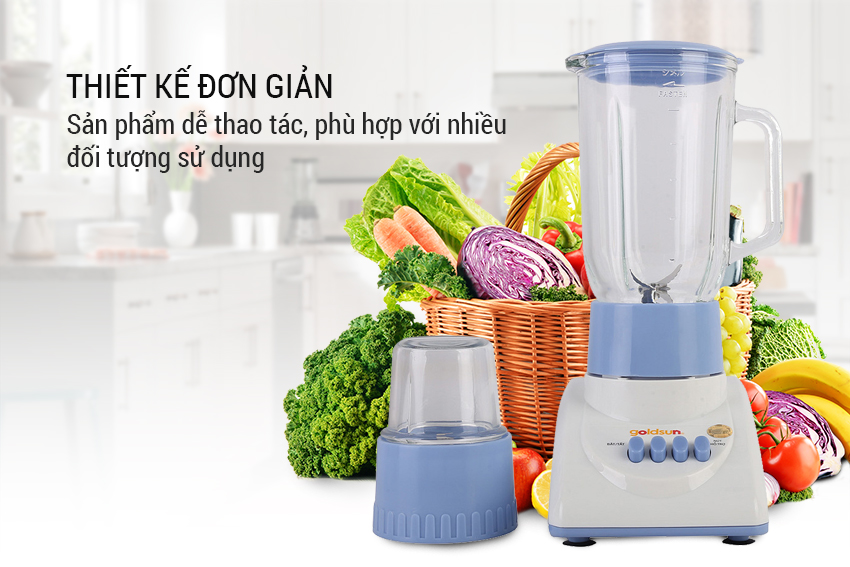 THIẾT KẾ ĐƠN GIẢN
Sản phẩm dễ thao tác, phù hợp với nhiều
đối tượng sử dụng
goldsun